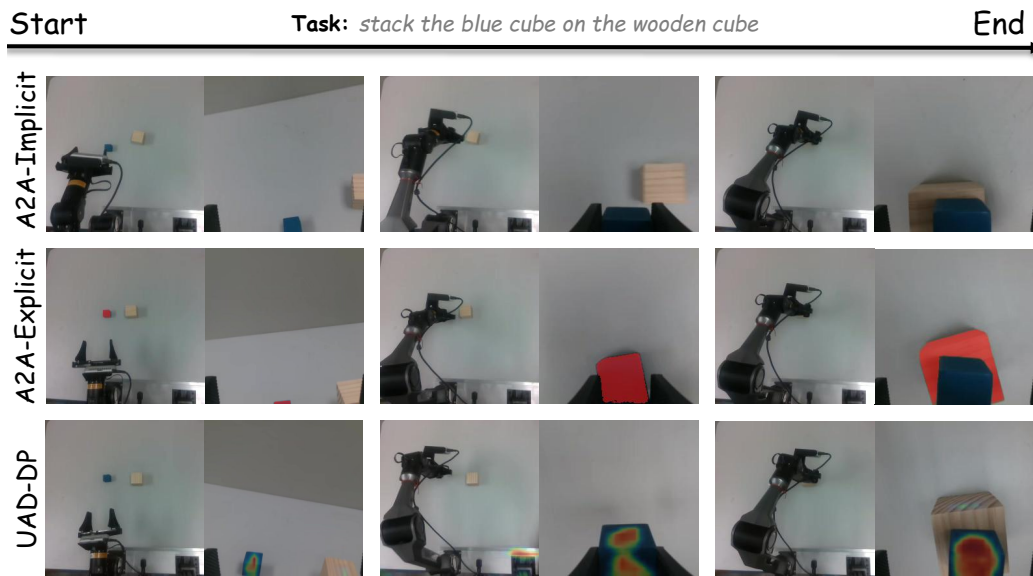 Start
Task: stack the blue cube on the wooden cube
End
A2A-Implicit
A2A-Explicit
UAD-DP